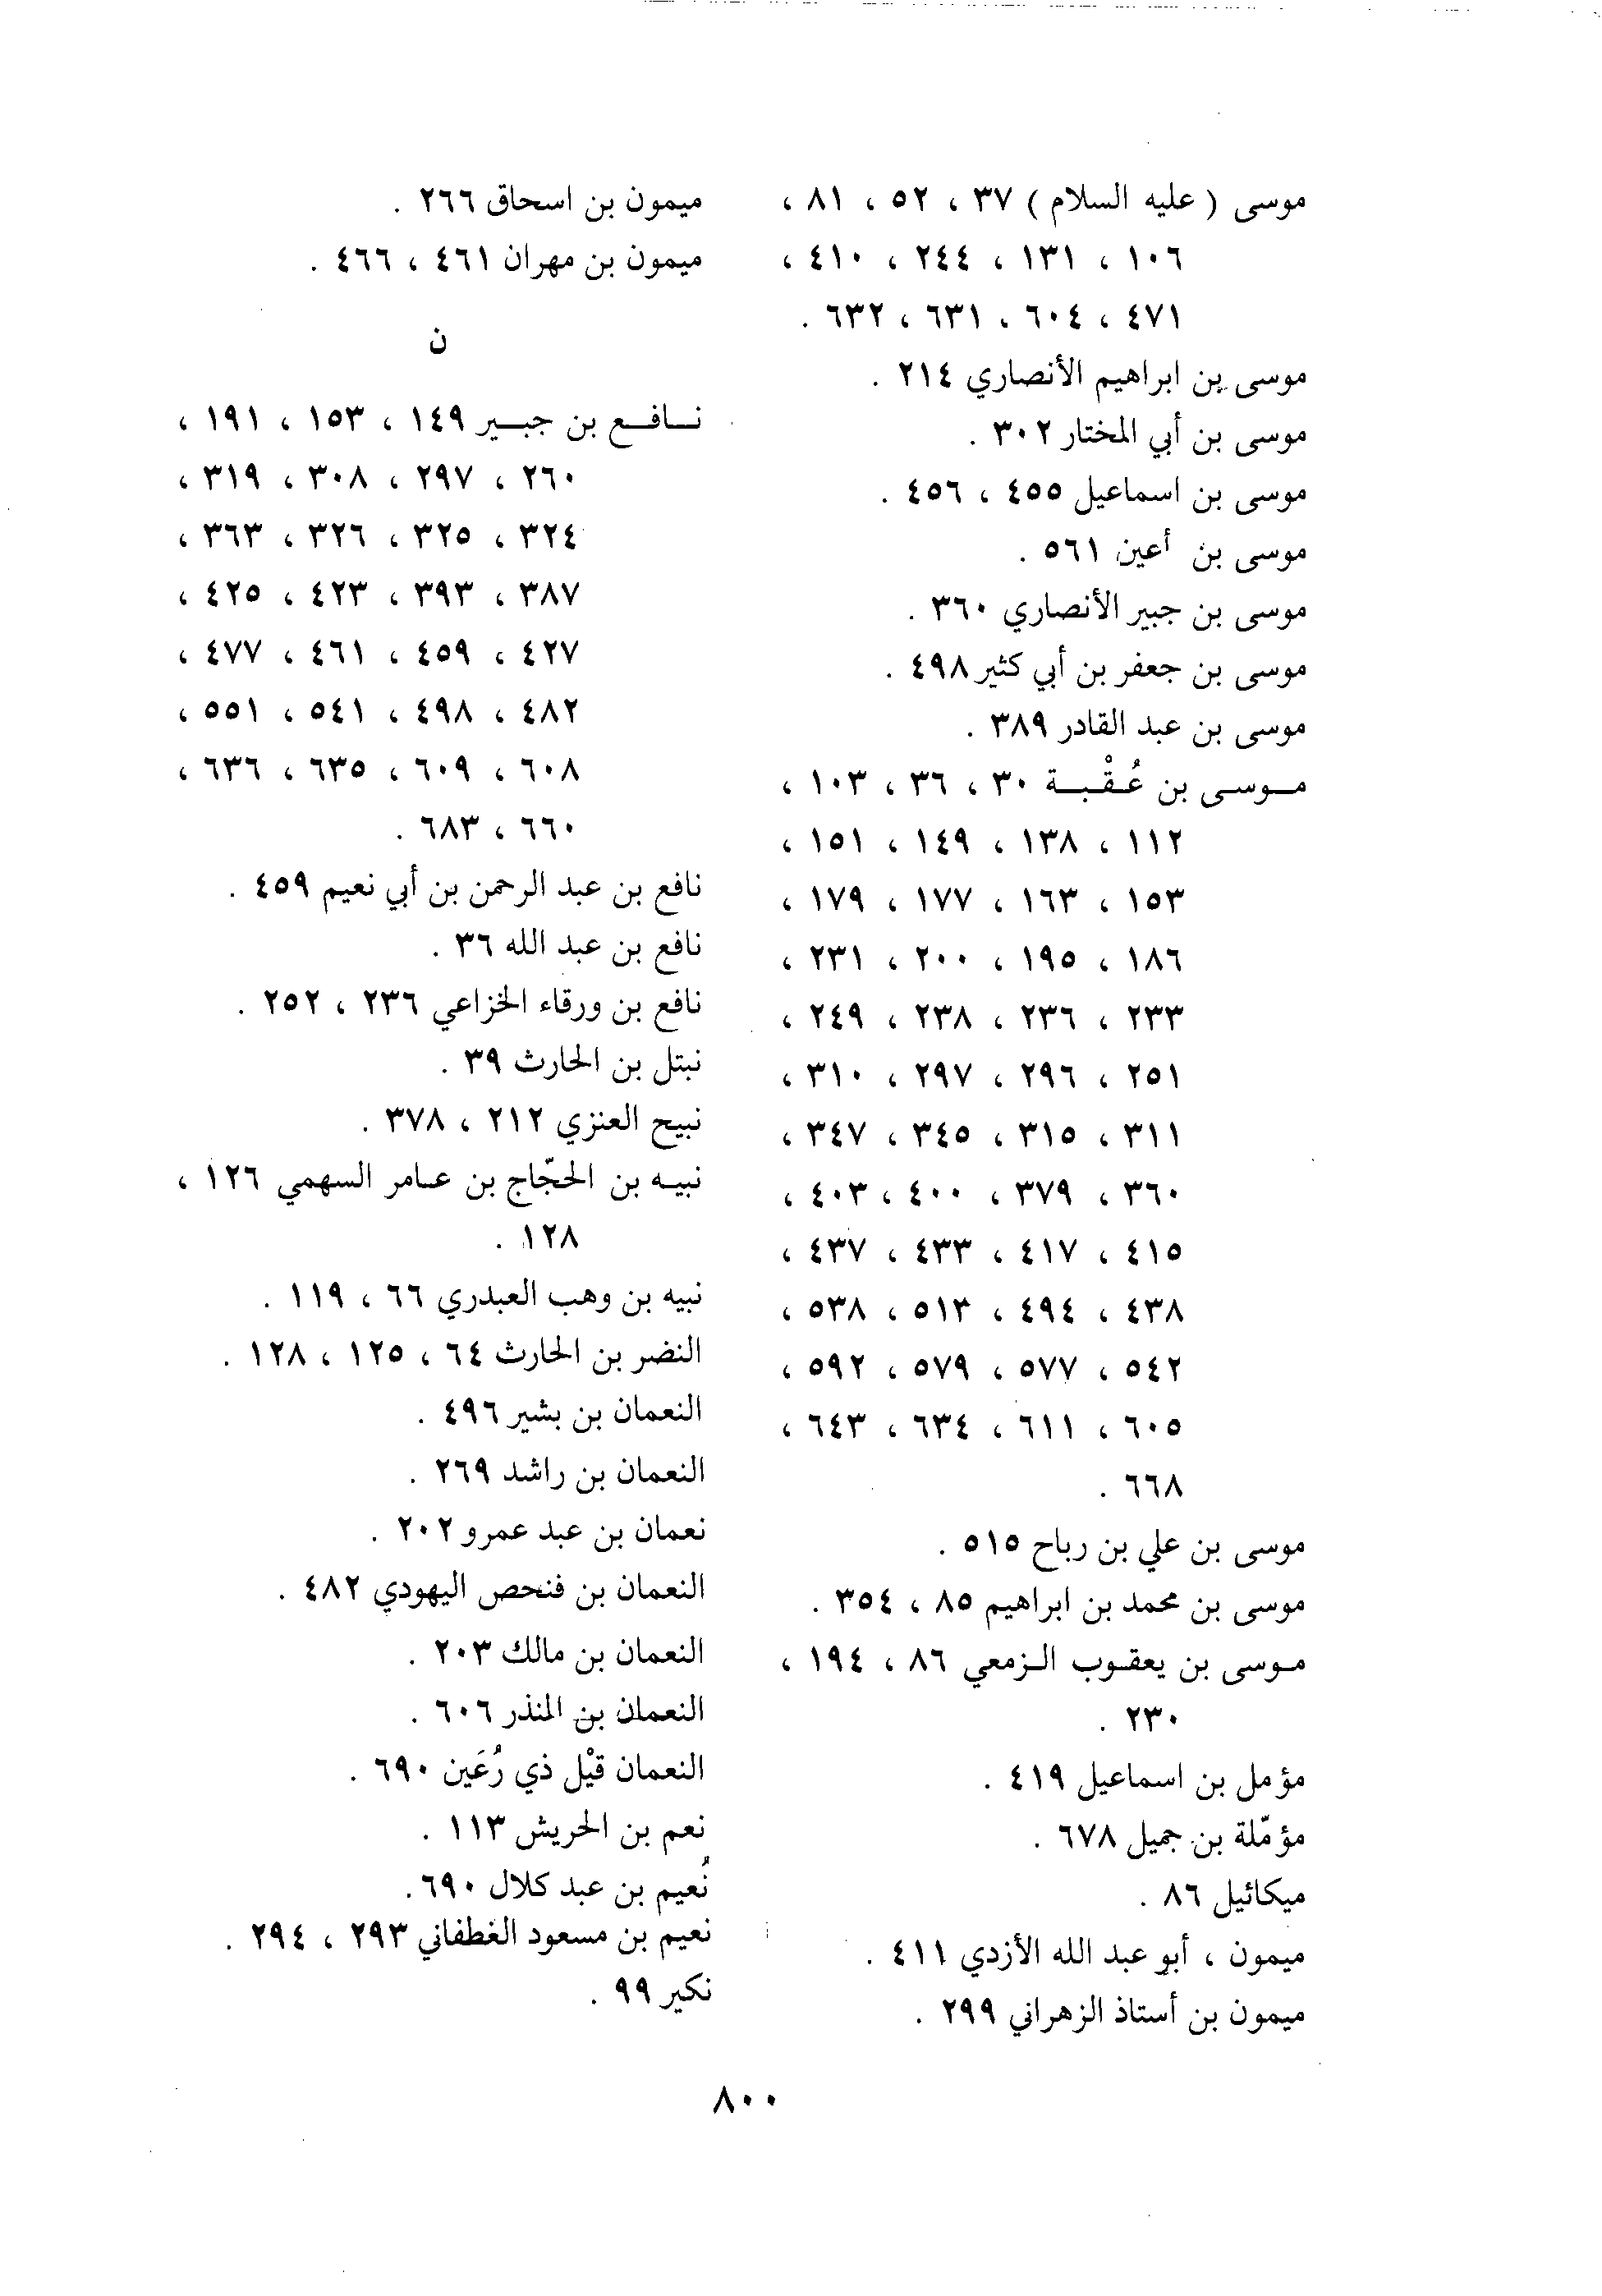 موسى ( عليه السلام ) ٣٧ ، ٥٢ ، ٨١ ،
١٠٦ ، ١٣١ ، ٢٤٤ ، ٤١٠ ،
٤٧١ ، ٦٠٤ ، ٦٣١ ، ٦٣٢ .
موسى بن ابراهيم الأنصاري ٢١٤ .
موسى بن أبي المختار ٣٠٢ .
موسى بن اسماعيل ٤٥٥ ، ٤٥٦ .
موسى بن أعين ٥٦١ .
موسى بن جبير الأنصاري ٣٦٠ .
موسى بن جعفر بن أبي كثير ٤٩٨ .
موسى بن عبد القادر ٣٨٩ .
مـوسـى بن عُـقْـبـة ٣٠ ، ٣٦ ، ١٠٣ ،
١١٢ ، ١٣٨ ، ١٤٩ ، ١٥١ ،
١٥٣ ، ١٦٣ ، ١٧٧ ، ١٧٩ ،
١٨٦ ، ١٩٥ ، ٢٠٠ ، ٢٣١ ،
٢٣٣ ، ٢٣٦ ، ٢٣٨ ، ٢٤٩ ،
٢٥١ ، ٢٩٦ ، ٢٩٧ ، ٣١٠ ،
٣١١ ، ٣١٥ ، ٣٤٥ ، ٣٤٧ ،
٣٦٠ ، ٣٧٩ ، ٤٠٠ ، ٤٠٣ ،
٤١٥ ، ٤١٧ ، ٤٣٣ ، ٤٣٧ ،
٤٣٨ ، ٤٩٤ ، ٥١٣ ، ٥٣٨ ،
٥٤٢ ، ٥٧٧ ، ٥٧٩ ، ٥٩٢ ،
٦٠٥ ، ٦١١ ، ٦٣٤ ، ٦٤٣ ،
٦٦٨ .
موسى بن علي بن رباح ٥١٥ .
موسى بن محمد بن ابراهيم ٨٥ ، ٣٥٤ .
مـوسى بن يعقـوب الـزمعي ٨٦ ، ١٩٤ ،
٢٣٠ .
مؤمل بن اسماعيل ٤١٩ .
مؤمّلة بن جميل ٦٧٨ .
ميكائيل ٨٦ .
ميمون ، أبو عبد الله الأزدي ٤١١ .
ميمون بن أستاذ الزهراني ٢٩٩ .
ميمون بن اسحاق ٢٦٦ .
ميمون بن مهران ٤٦١ ، ٤٦٦ .
ن
نـافـع بن جبـير ١٤٩ ، ١٥٣ ، ١٩١ ،
٢٦٠ ، ٢٩٧ ، ٣٠٨ ، ٣١٩ ،
٣٢٤ ، ٣٢٥ ، ٣٢٦ ، ٣٦٣ ،
٣٨٧ ، ٣٩٣ ، ٤٢٣ ، ٤٢٥ ،
٤٢٧ ، ٤٥٩ ، ٤٦١ ، ٤٧٧ ،
٤٨٢ ، ٤٩٨ ، ٥٤١ ، ٥٥١ ،
٦٠٨ ، ٦٠٩ ، ٦٣٥ ، ٦٣٦ ،
٦٦٠ ، ٦٨٣ .
نافع بن عبد الرحمن بن أبي نعيم ٤٥٩ .
نافع بن عبد الله ٣٦ .
نافع بن ورقاء الخزاعي ٢٣٦ ، ٢٥٢ .
نبتل بن الحارث ٣٩ .
نبيح العنزي ٢١٢ ، ٣٧٨ .
نبيـه بن الحجّاج بن عـامر السهمي ١٢٦ ،
١٢٨ .
نبيه بن وهب العبدري ٦٦ ، ١١٩ .
النضر بن الحارث ٦٤ ، ١٢٥ ، ١٢٨ .
النعمان بن بشير ٤٩٦ .
النعمان بن راشد ٢٦٩ .
نعمان بن عبد عمرو ٢٠٢ .
النعمان بن فنحص اليهودي ٤٨٢ .
النعمان بن مالك ٢٠٣ .
النعمان بن المنذر ٦٠٦ .
النعمان قيْل ذي رُعَين ٦٩٠ .
نعم بن الحريش ١١٣ .
نُعيم بن عبد كلال ٦٩٠ .
نعيم بن مسعود الغطفاني ٢٩٣ ، ٢٩٤ .
نكير ٩٩ .
٨٠٠